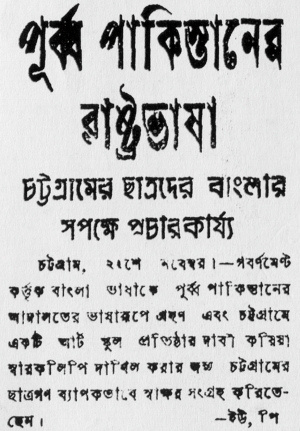 পূর্ব্ব পাকিস্তানের
রাষ্ট্রভাষা
চট্টগ্রামের ছাত্রদের বাংলার
সপক্ষে প্রচারকার্য্য
চট্টগ্রাম, ২১শে নবেম্বর।—গবর্ণমেণ্ট
কর্ত্তৃক বাংলা ভাষাকে পূর্ব্ব পাকিস্তানের
আদালতের ভাষারূপে গ্রহণ এবং চট্টগ্রামে
একটি আর্ট স্কুল প্রতিষ্ঠার দাবী করিয়া
স্মারকলিপি দাখিল করার জন্য চট্টগ্রামের
ছাত্রগণ ব্যাপকভাবে স্বাক্ষর সংগ্রহ করিতে-
ছেন। —ইউ, পি